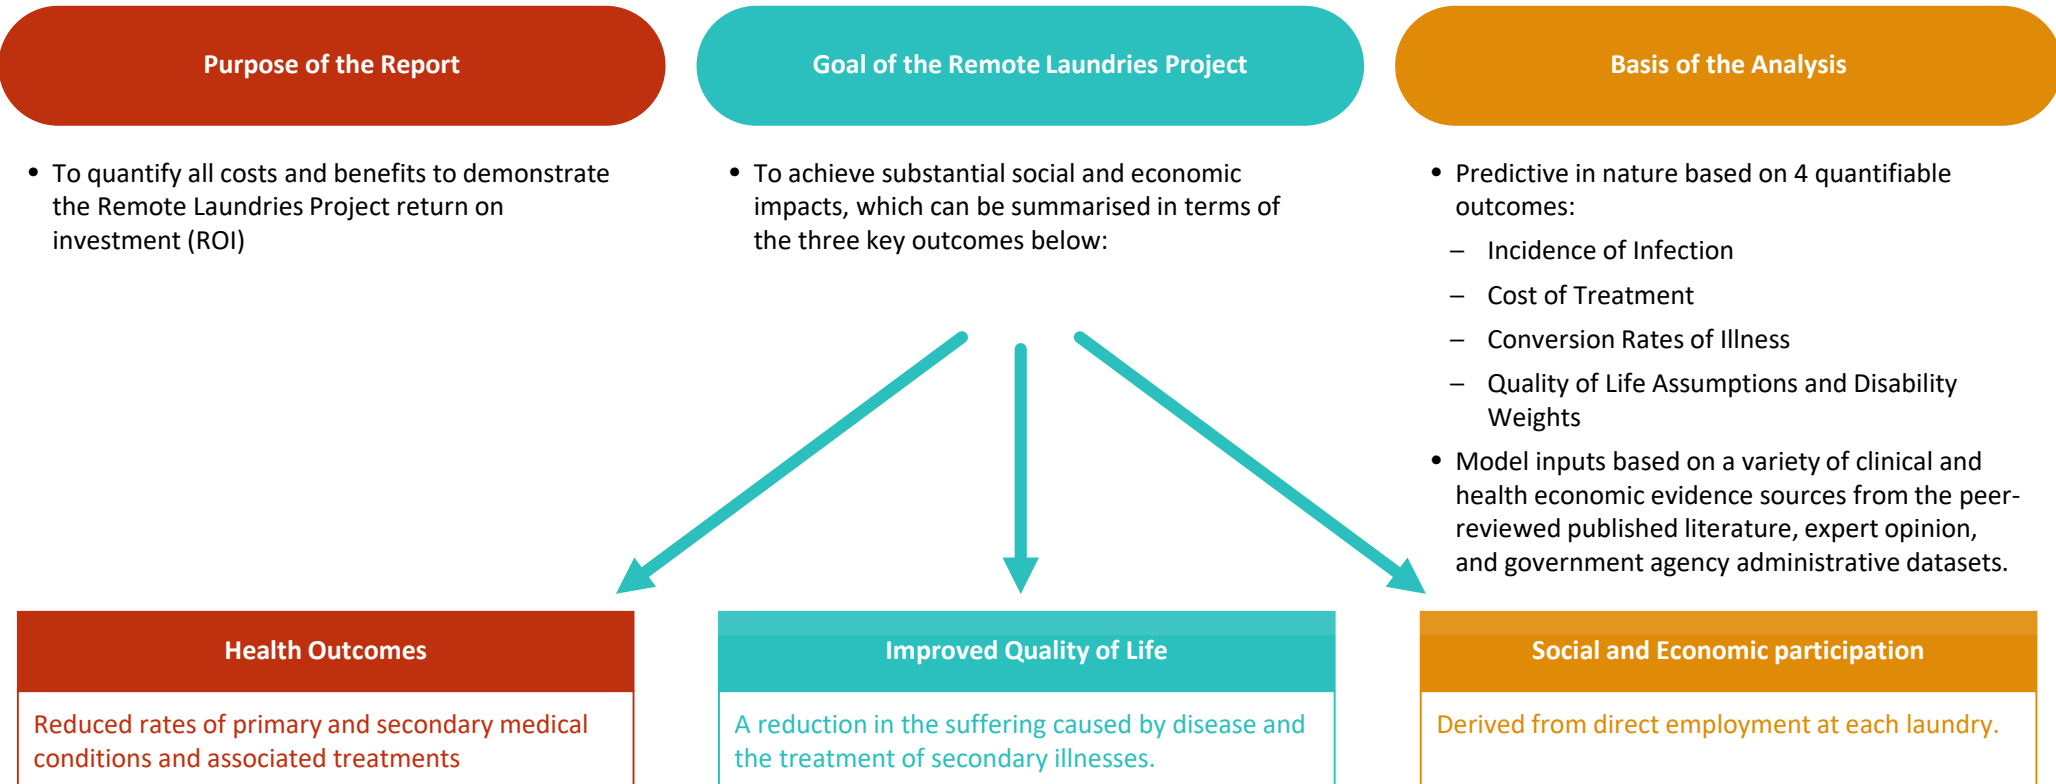 Purpose of the Report
• To quantify all costs and benefits to demonstrate
the Remote Laundries Project return on
investment (ROI)
Goal of the Remote Laundries Project
• To achieve substantial social and economic
impacts, which can be summarised in terms of
the three key outcomes below:
Basis of the Analysis
• Predictive in nature based on 4 quantifiable
outcomes:
– Incidence of Infection
– Cost of Treatment
– Conversion Rates of Illness
– Quality of Life Assumptions and Disability
Weights
• Model inputs based on a variety of clinical and
health economic evidence sources from the peer-
reviewed published literature, expert opinion,
and government agency administrative datasets.
Health Outcomes
Reduced rates of primary and secondary medical
conditions and associated treatments
Improved Quality of Life
A reduction in the suffering caused by disease and
the treatment of secondary illnesses.
Social and Economic participation
Derived from direct employment at each laundry.